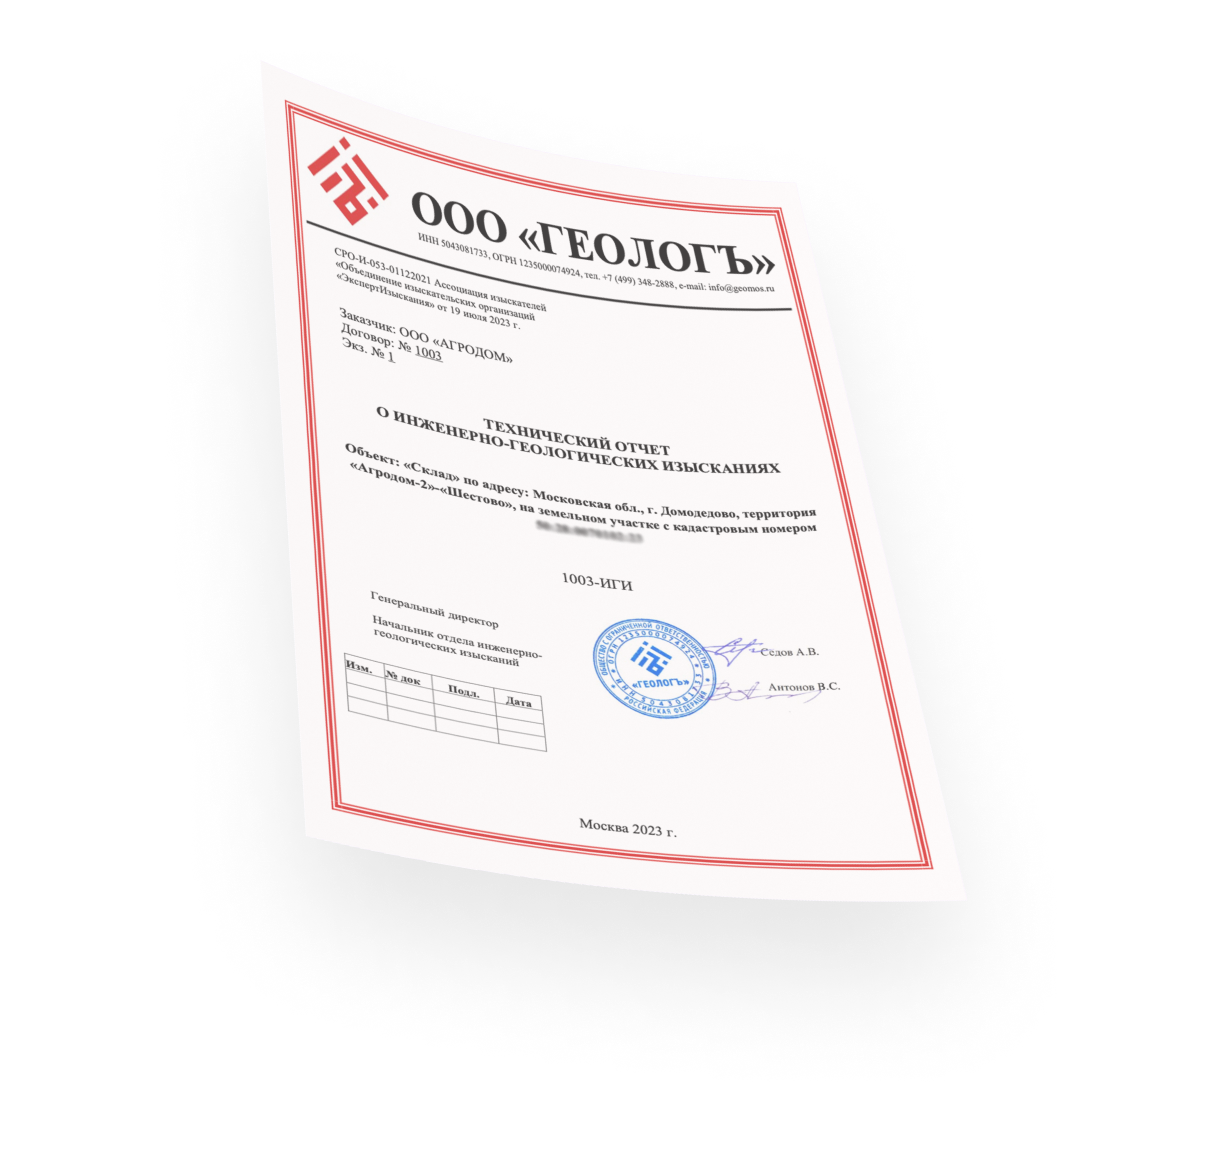 ООО «ГЕОЛОГЪ»
ИНН 5043081733, ОГРН 1235000074924, тел. +7 (499) 348-2888, e-mail: info@geomos.ru
СРО-И-053-01122021 Ассоциация изыскателей
«Объединение изыскательских организаций
«ЭкспертИзыскания» от 19 июля 2023 г.
Заказчик: ООО «АГРОДОМ»
Договор: № 1003
Экз. № 1
ТЕХНИЧЕСКИЙ ОТЧЕТ
О ИНЖЕНЕРНО-ГЕОЛОГИЧЕСКИХ ИЗЫСКАНИЯХ
Объект: «Склад» по адресу: Московская обл., г. Домодедово, территория
«Агродом-2»-«Шестово», на земельном участке с кадастровым номером
1003-ИГИ
Генеральный директор
Седов А.В.
Начальник отдела инженерно-
геологических изысканий
Антонов В.С.
ОБЩЕСТВО С ОГРАНИЧЕННОЙ ОТВЕТСТВЕННОСТЬЮ
РОССИЙСКАЯ ФЕДЕРАЦИЯ
ОГРН 1235000074924
ИНН 5043081733
«ГЕОЛОГЪ»
Изм. № док Подп. Дата
Москва 2023 г.